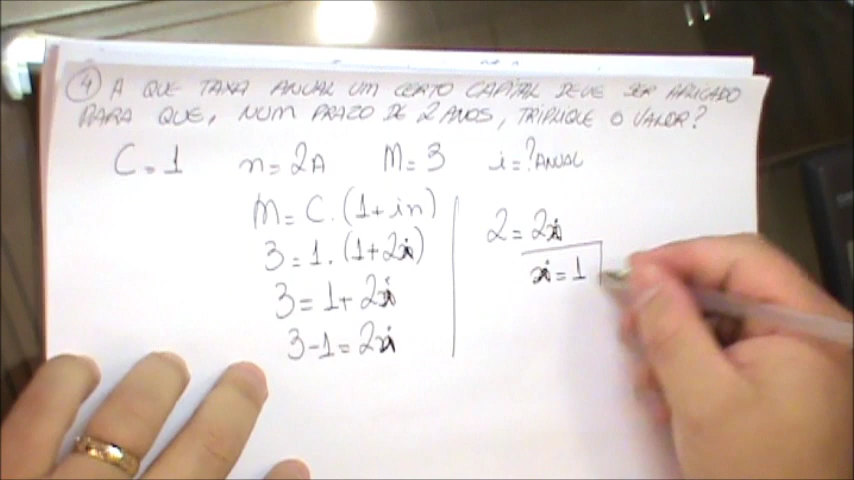 4 A QUE TAXA ANUAL UM CERTO CAPITAL DEVE SER APLICADO
PARA QUE, NUM PRAZO DE 2 ANOS, TRIPLIQUE O VALOR?
C = 1 n = 2A M = 3 i = ? ANUAL
M = C . (1 + in)
3 = 1 . (1 + 2i)
3 = 1 + 2i
3 - 1 = 2i
2 = 2i
i = 1